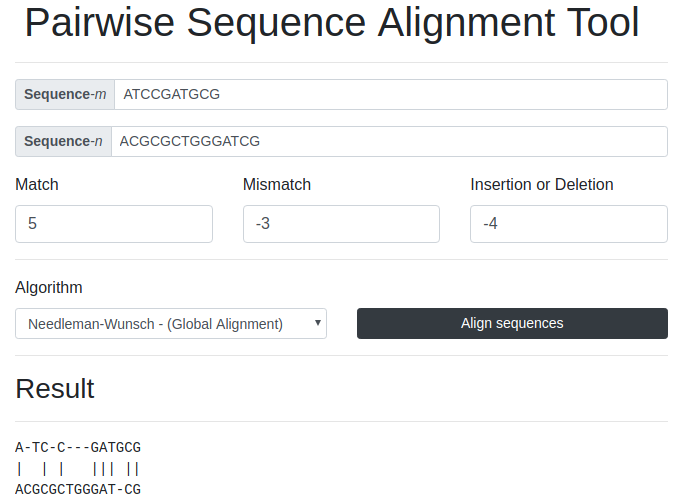 Pairwise Sequence Alignment Tool
Sequence-m ATCCGATGCG
Sequence-n ACGCGCTGGGATCG
Match Mismatch Insertion or Deletion
5 -3 -4
Algorithm
Needleman-Wunsch - (Global Alignment) Align sequences
Result
A-TC-C---GATGCG
|  | |   ||| ||
ACGCGCTGGGAT-CG